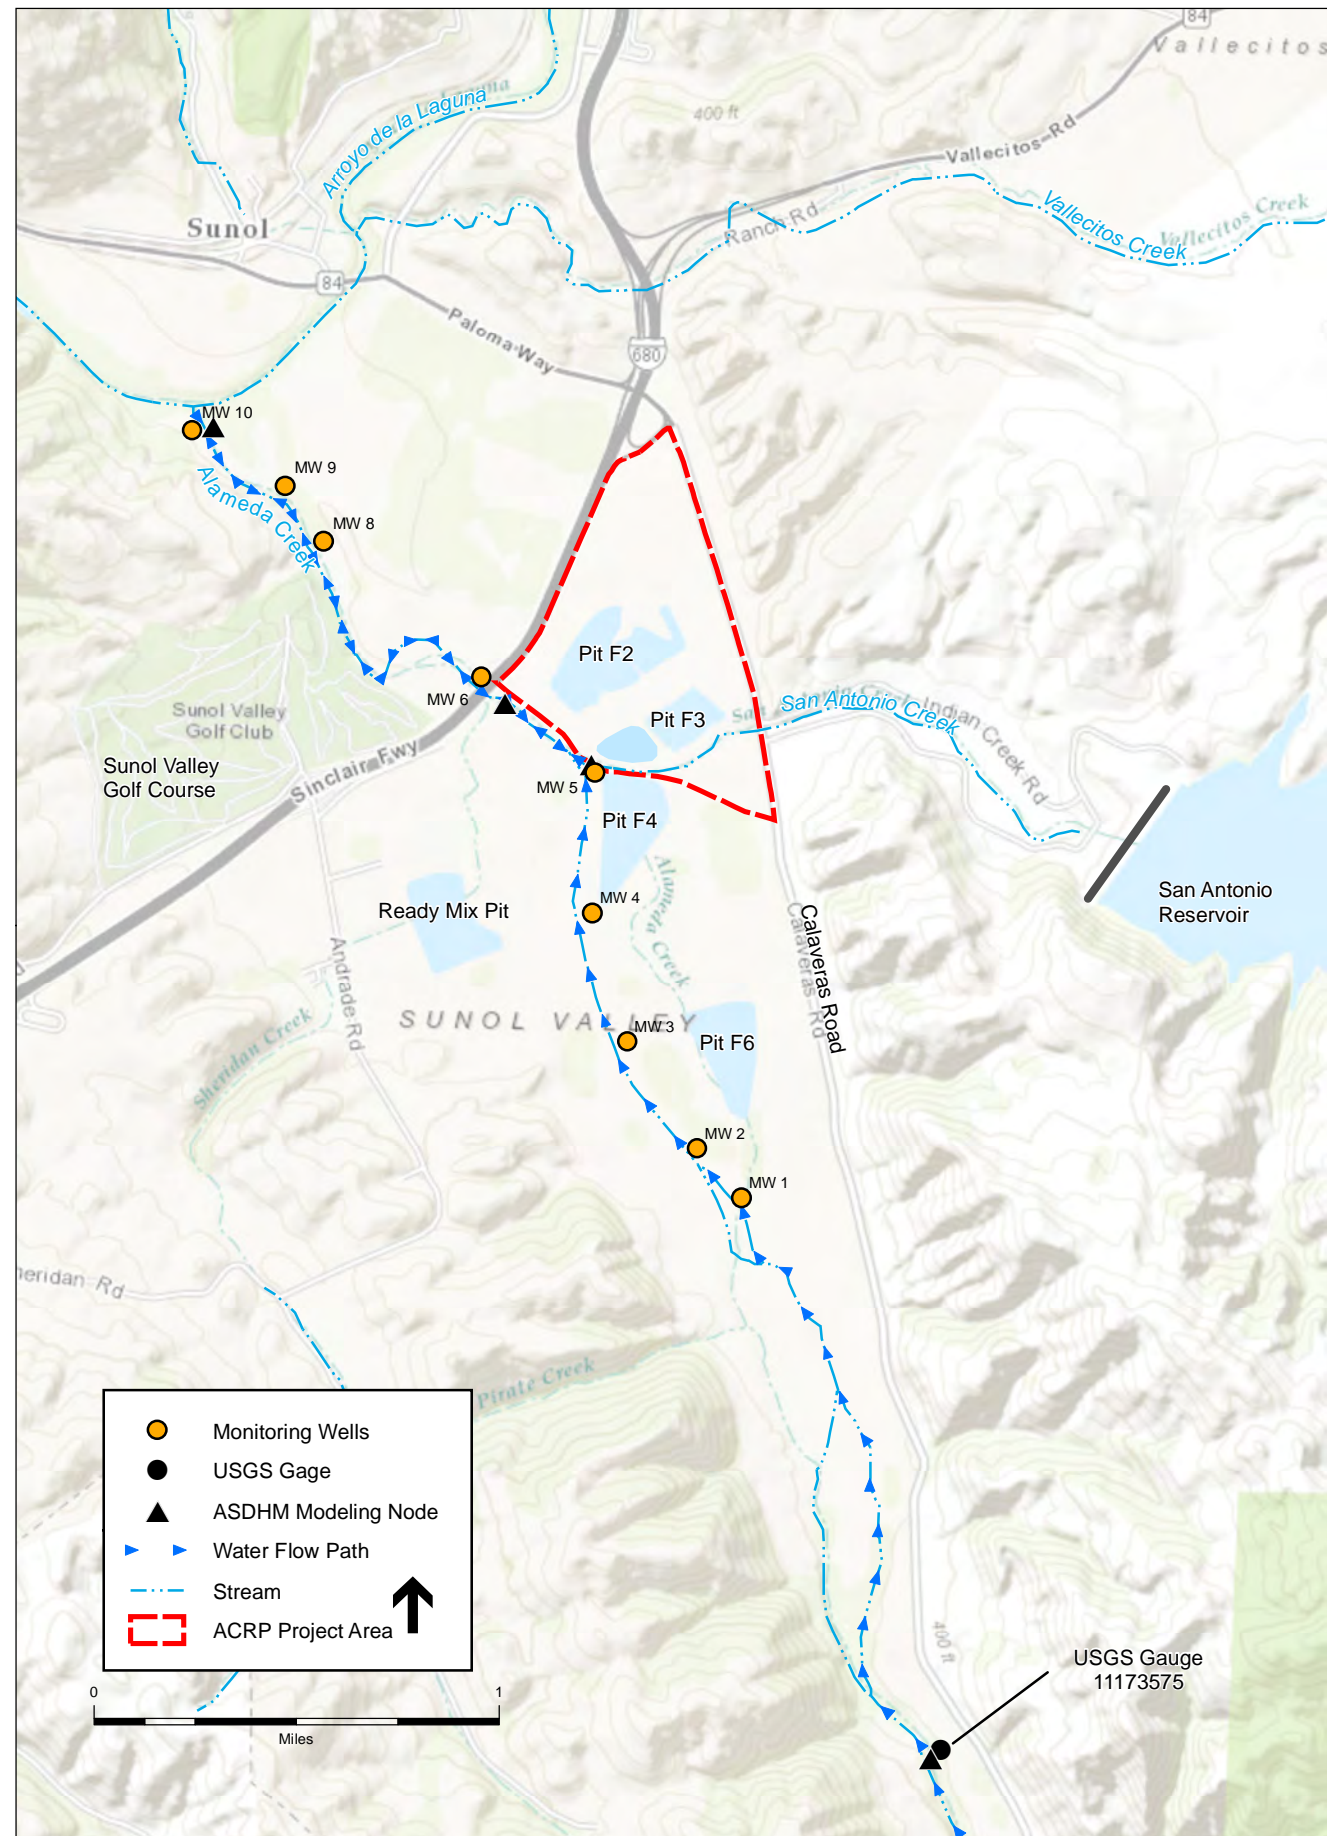 84
Vallecitos
Laguna
Arroyo de la Laguna
400 ft
Vallecitos Rd
Sunol
Ranch Rd
Vallecitos Creek
Vallecitos Creek
84
Paloma Way
680
MW 10
MW 9
Alameda Creek
MW 8
Pit F2
MW 6
Pit F3
San Antonio Creek
San Antonio Creek
Indian Creek Rd
Sunol Valley
Golf Club
Sunol Valley
Golf Course
Sinclair Fwy
MW 5
Pit F4
Alameda Creek
San Antonio
Reservoir
MW 4
Ready Mix Pit
Calaveras Road
Calaveras Rd
Andrade Rd
SUNOL VALLEY
MW 3
Pit F6
Sheridan Creek
MW 2
MW 1
heridan Rd
Pirate Creek
Monitoring Wells
USGS Gage
ASDHM Modeling Node
Water Flow Path
Stream
ACRP Project Area
400 ft
USGS Gauge
11173575
0 1
Miles